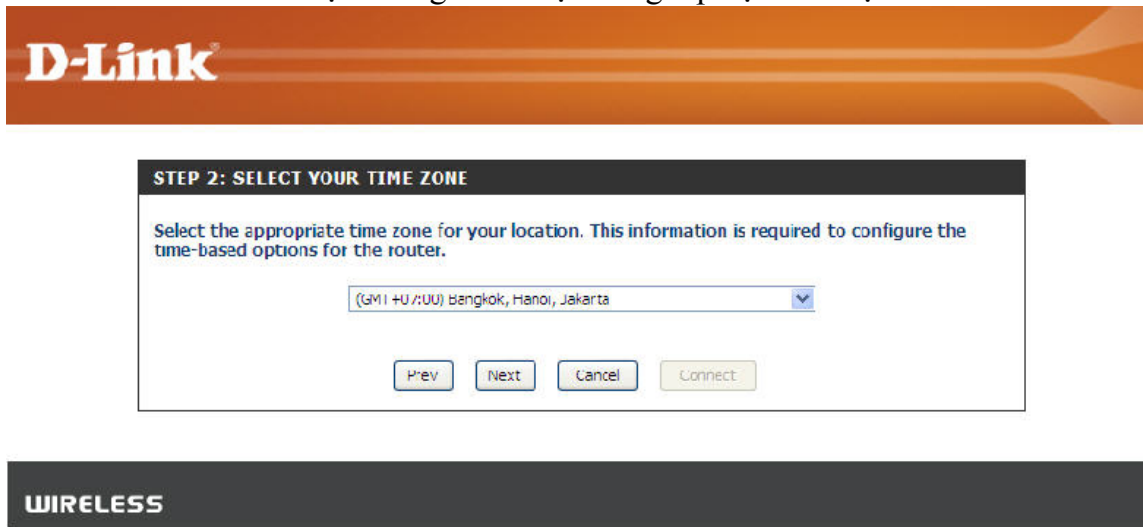 D-Link
STEP 2: SELECT YOUR TIME ZONE
Select the appropriate time zone for your location. This information is required to configure the
time-based options for the router.
(GMT+07:00) Bangkok, Hanoi, Jakarta
Prev Next Cancel Connect
WIRELESS